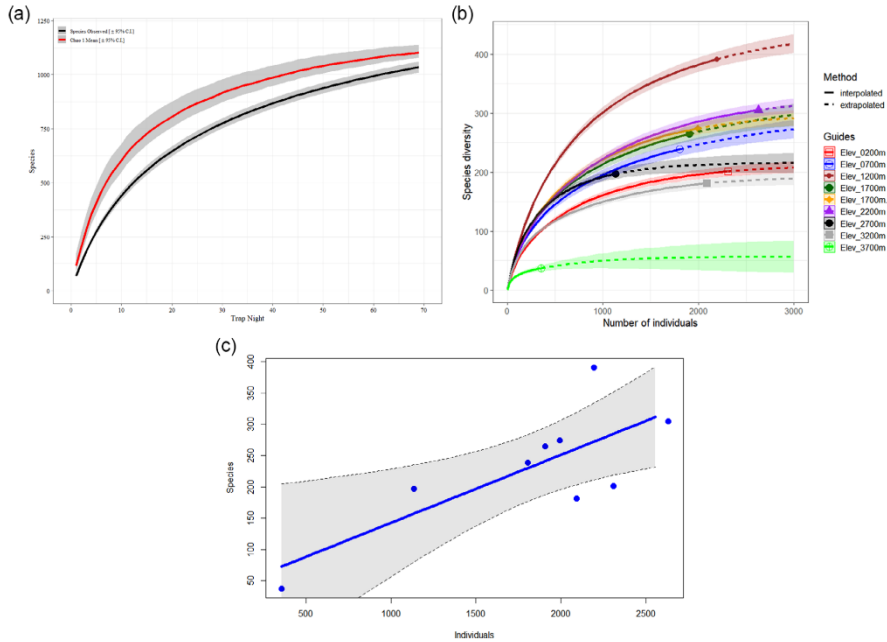 (a)
Species Observed [ ± 95% C.I.]
Chao 1 Mean [ ± 95% C.I.]
1250
1000
750
500
250
0
Species
0 10 20 30 40 50 60 70
Trap Night
(b)
400
300
200
100
0
Species diversity
0 1000 2000 3000
Number of individuals
Method
interpolated
extrapolated
Guides
Elev_0200m
Elev_0700m
Elev_1200m
Elev_1700m
Elev_1700m.
Elev_2200m
Elev_2700m
Elev_3200m
Elev_3700m
(c)
400
350
300
250
200
150
100
50
Species
500 1000 1500 2000 2500
Individuals